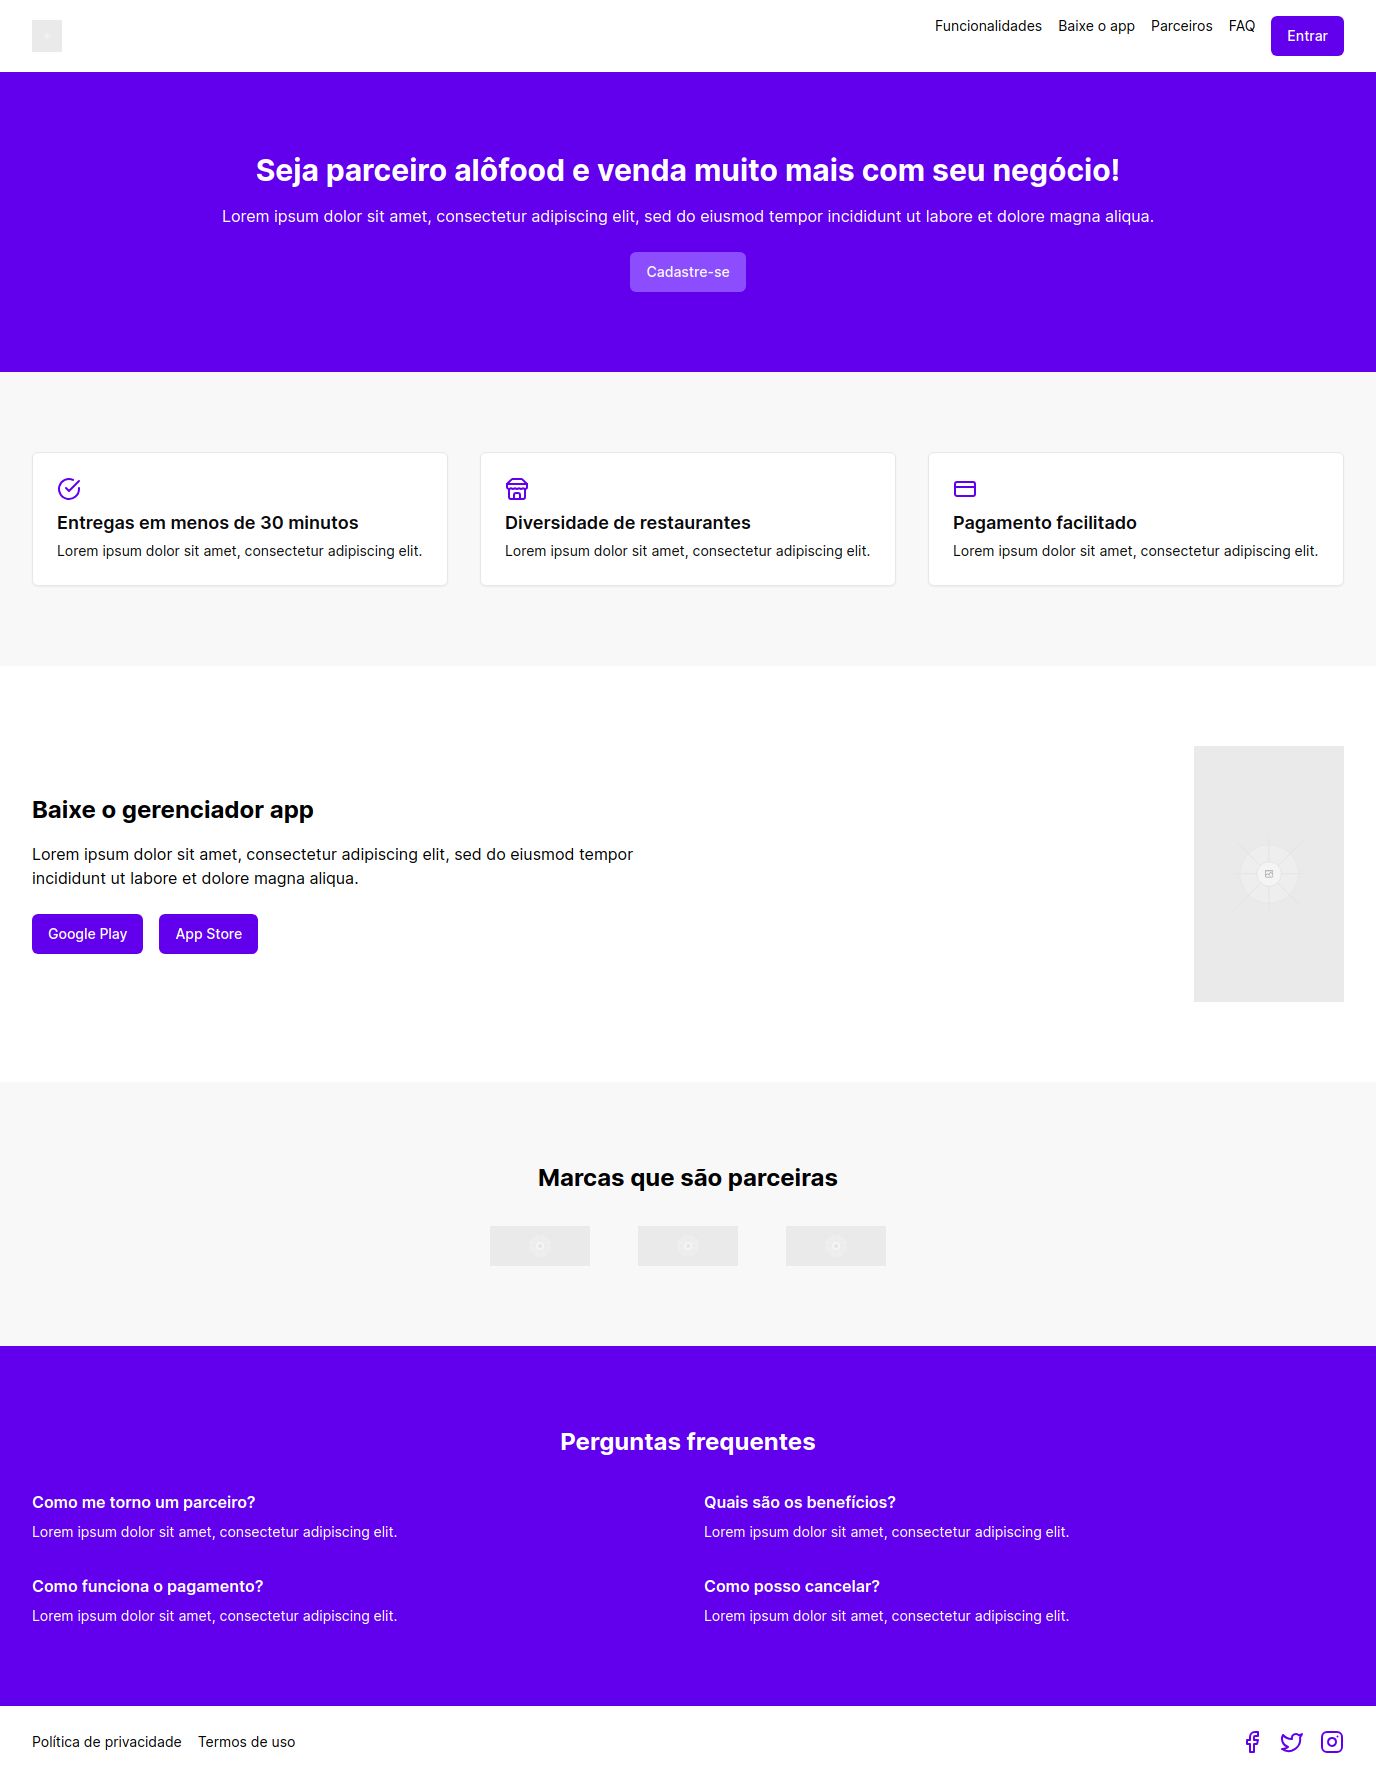 Funcionalidades Baixe o app Parceiros FAQ Entrar
Seja parceiro alôfood e venda muito mais com seu negócio!
Lorem ipsum dolor sit amet, consectetur adipiscing elit, sed do eiusmod tempor incididunt ut labore et dolore magna aliqua.
Cadastre-se
Entregas em menos de 30 minutos
Lorem ipsum dolor sit amet, consectetur adipiscing elit.
Diversidade de restaurantes
Lorem ipsum dolor sit amet, consectetur adipiscing elit.
Pagamento facilitado
Lorem ipsum dolor sit amet, consectetur adipiscing elit.
Baixe o gerenciador app
Lorem ipsum dolor sit amet, consectetur adipiscing elit, sed do eiusmod tempor
incididunt ut labore et dolore magna aliqua.
Google Play App Store
Marcas que são parceiras
Perguntas frequentes
Como me torno um parceiro?
Lorem ipsum dolor sit amet, consectetur adipiscing elit.
Quais são os benefícios?
Lorem ipsum dolor sit amet, consectetur adipiscing elit.
Como funciona o pagamento?
Lorem ipsum dolor sit amet, consectetur adipiscing elit.
Como posso cancelar?
Lorem ipsum dolor sit amet, consectetur adipiscing elit.
Política de privacidade Termos de uso